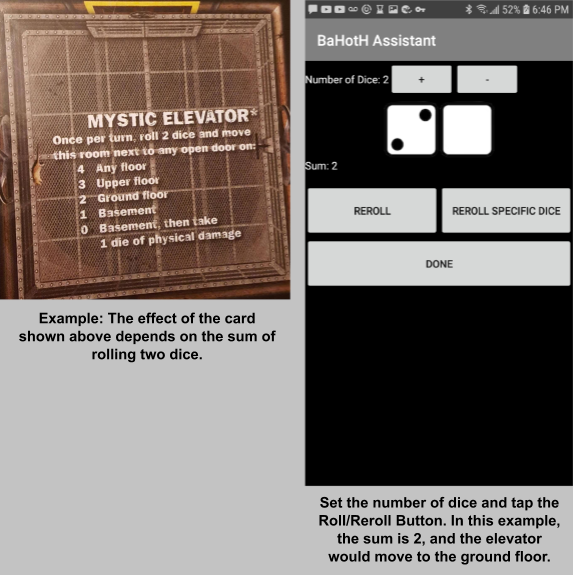 MYSTIC ELEVATOR*
Once per turn, roll 2 dice and move
this room next to any open door on:
4 Any floor
3 Upper floor
2 Ground floor
1 Basement
0 Basement, then take
1 die of physical damage
Example: The effect of the card
shown above depends on the sum of
rolling two dice.
52% 6:46 PM
BaHotH Assistant
Number of Dice: 2 + -
Sum: 2
REROLL REROLL SPECIFIC DICE
DONE
Set the number of dice and tap the
Roll/Reroll Button. In this example,
the sum is 2, and the elevator
would move to the ground floor.